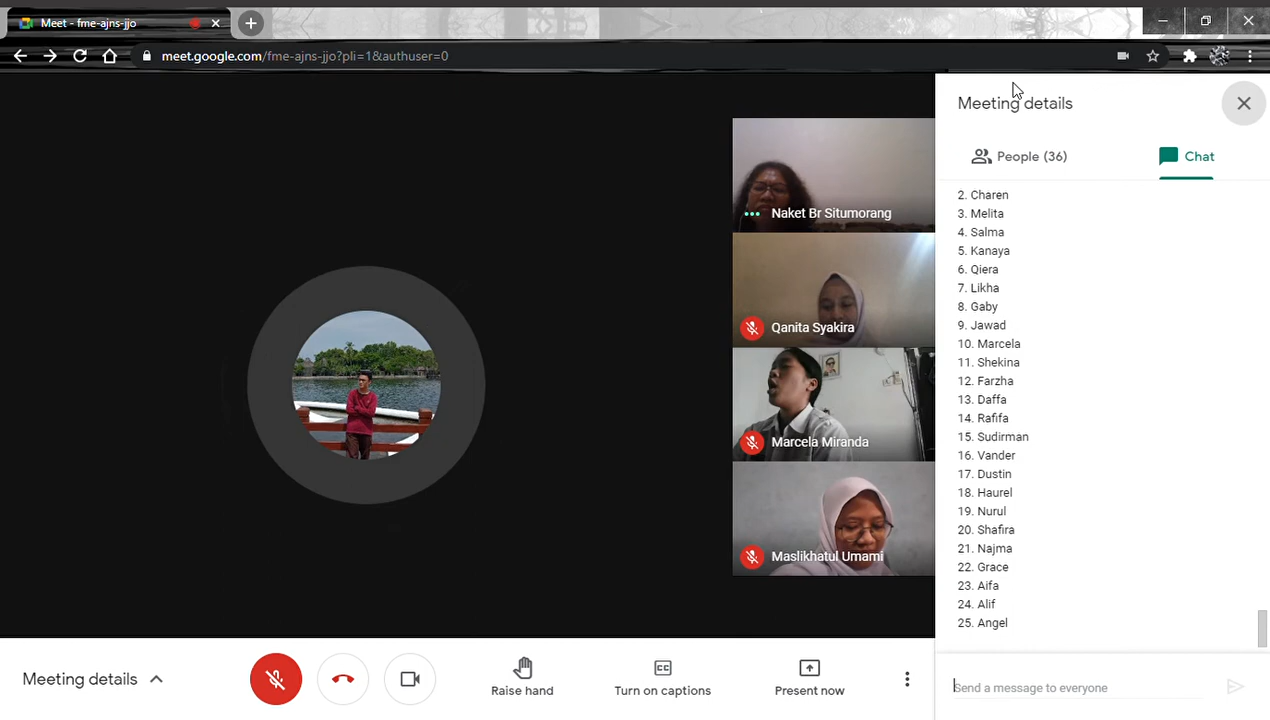 Meet - fme-ajns-jjo
meet.google.com/fme-ajns-jjo?pli=1&authuser=0
Meeting details
People (36)
Chat
2. Charen
3. Melita
4. Salma
5. Kanaya
6. Qiera
7. Likha
8. Gaby
9. Jawad
10. Marcela
11. Shekina
12. Farzha
13. Daffa
14. Rafifa
15. Sudirman
16. Vander
17. Dustin
18. Haurel
19. Nurul
20. Shafira
21. Najma
22. Grace
23. Aifa
24. Alif
25. Angel
Send a message to everyone
Naket Br Situmorang
Qanita Syakira
Marcela Miranda
Maslikhatul Umami
Meeting details
Raise hand
CC
Turn on captions
Present now